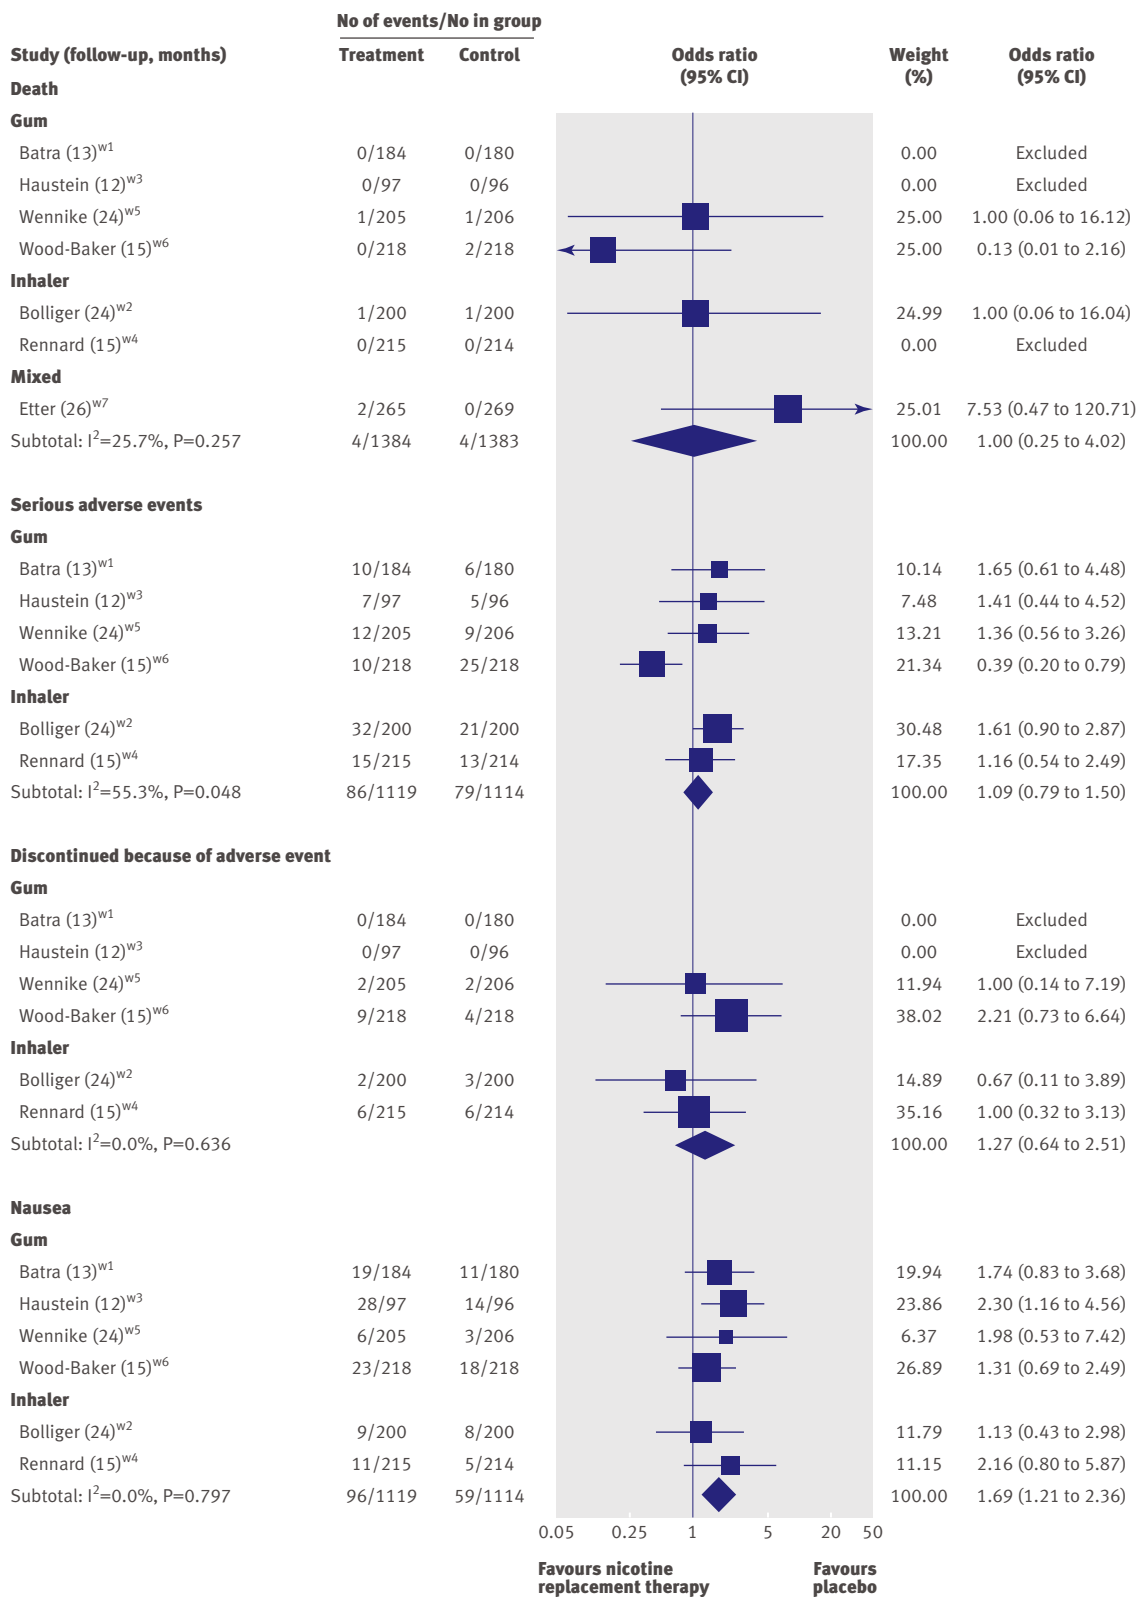 No of events/No in group
Study (follow-up, months) Treatment Control Odds ratio (95% CI) Weight (%) Odds ratio (95% CI)
Death
Gum
Batra (13)w1 0/184 0/180 0.00 Excluded
Haustein (12)w3 0/97 0/96 0.00 Excluded
Wennike (24)w5 1/205 1/206 25.00 1.00 (0.06 to 16.12)
Wood-Baker (15)w6 0/218 2/218 25.00 0.13 (0.01 to 2.16)
Inhaler
Bolliger (24)w2 1/200 1/200 24.99 1.00 (0.06 to 16.04)
Rennard (15)w4 0/215 0/214 0.00 Excluded
Mixed
Etter (26)w7 2/265 0/269 25.01 7.53 (0.47 to 120.71)
Subtotal: I²=25.7%, P=0.257 4/1384 4/1383 100.00 1.00 (0.25 to 4.02)
Serious adverse events
Gum
Batra (13)w1 10/184 6/180 10.14 1.65 (0.61 to 4.48)
Haustein (12)w3 7/97 5/96 7.48 1.41 (0.44 to 4.52)
Wennike (24)w5 12/205 9/206 13.21 1.36 (0.56 to 3.26)
Wood-Baker (15)w6 10/218 25/218 21.34 0.39 (0.20 to 0.79)
Inhaler
Bolliger (24)w2 32/200 21/200 30.48 1.61 (0.90 to 2.87)
Rennard (15)w4 15/215 13/214 17.35 1.16 (0.54 to 2.49)
Subtotal: I²=55.3%, P=0.048 86/1119 79/1114 100.00 1.09 (0.79 to 1.50)
Discontinued because of adverse event
Gum
Batra (13)w1 0/184 0/180 0.00 Excluded
Haustein (12)w3 0/97 0/96 0.00 Excluded
Wennike (24)w5 2/205 2/206 11.94 1.00 (0.14 to 7.19)
Wood-Baker (15)w6 9/218 4/218 38.02 2.21 (0.73 to 6.64)
Inhaler
Bolliger (24)w2 2/200 3/200 14.89 0.67 (0.11 to 3.89)
Rennard (15)w4 6/215 6/214 35.16 1.00 (0.32 to 3.13)
Subtotal: I²=0.0%, P=0.636 100.00 1.27 (0.64 to 2.51)
Nausea
Gum
Batra (13)w1 19/184 11/180 19.94 1.74 (0.83 to 3.68)
Haustein (12)w3 28/97 14/96 23.86 2.30 (1.16 to 4.56)
Wennike (24)w5 6/205 3/206 6.37 1.98 (0.53 to 7.42)
Wood-Baker (15)w6 23/218 18/218 26.89 1.31 (0.69 to 2.49)
Inhaler
Bolliger (24)w2 9/200 8/200 11.79 1.13 (0.43 to 2.98)
Rennard (15)w4 11/215 5/214 11.15 2.16 (0.80 to 5.87)
Subtotal: I²=0.0%, P=0.797 96/1119 59/1114 100.00 1.69 (1.21 to 2.36)
0.05 0.25 1 5 20 50
Favours nicotine Favours
replacement therapy placebo